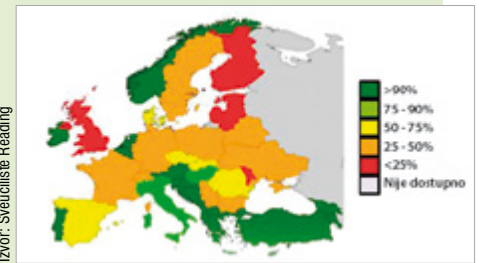 Izvor: Sveučilište Reading
>90%
75 - 90%
50 - 75%
25 - 50%
<25%
Nije dostupno